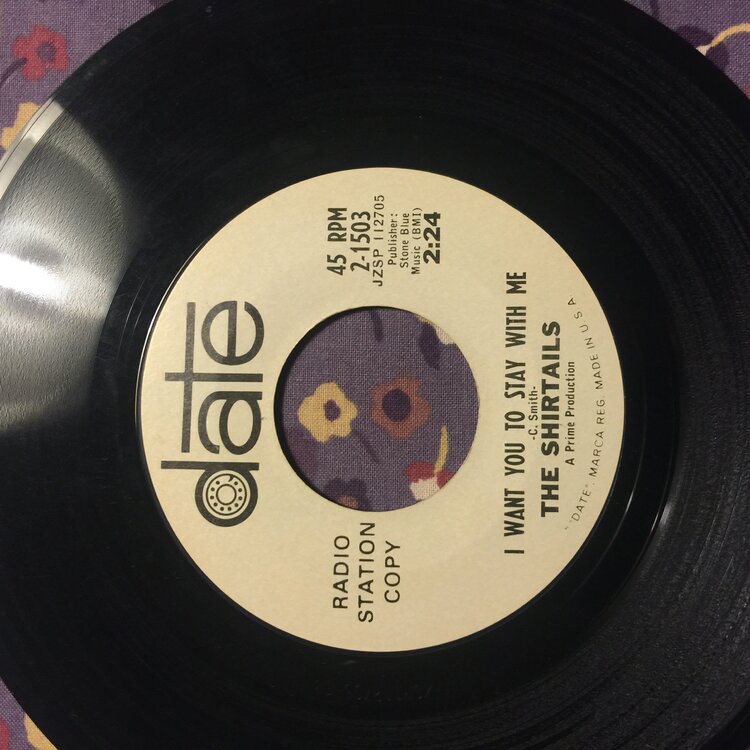 date
45 RPM
2-1503
JZSP 112705
Publisher:
Stone Blue
Music (BMI)
2:24
RADIO
STATION
COPY
I WANT YOU TO STAY WITH ME
-C. Smith-
THE SHIRTAILS
A Prime Production
"DATE". MARCA REG. MADE IN U.S.A